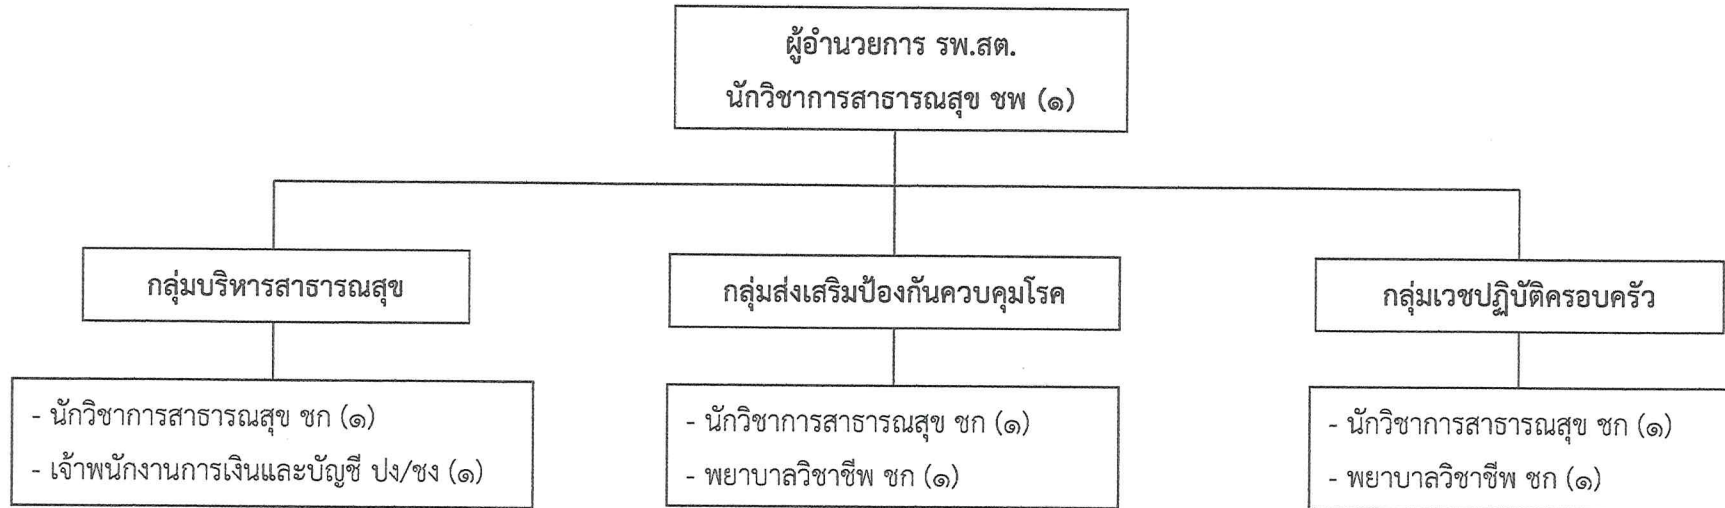 ผู้อำนวยการ รพ.สต.
นักวิชาการสาธารณสุข ชพ (๑)
กลุ่มบริหารสาธารณสุข
กลุ่มส่งเสริมป้องกันควบคุมโรค
กลุ่มเวชปฏิบัติครอบครัว
- นักวิชาการสาธารณสุข ชก (๑)
- เจ้าพนักงานการเงินและบัญชี ปง/ชง (๑)
- นักวิชาการสาธารณสุข ชก (๑)
- พยาบาลวิชาชีพ ชก (๑)
- นักวิชาการสาธารณสุข ชก (๑)
- พยาบาลวิชาชีพ ชก (๑)